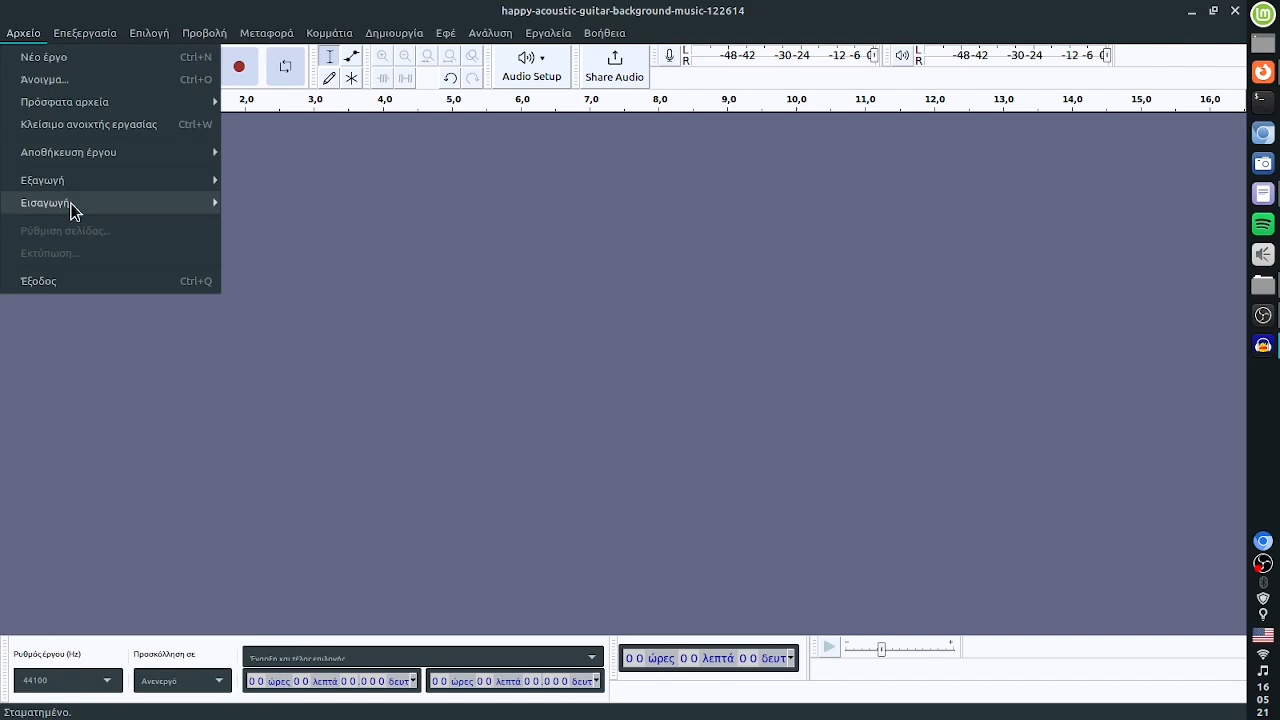 happy-acoustic-guitar-background-music-122614
Αρχείο Επεξεργασία Επιλογή Προβολή Μεταφορά Κομμάτια Δημιουργία Εφέ Ανάλυση Εργαλεία Βοήθεια
Νέο έργο Ctrl+N
Άνοιγμα... Ctrl+O
Πρόσφατα αρχεία
Κλείσιμο ανοιχτής εργασίας Ctrl+W
Αποθήκευση έργου
Εξαγωγή
Εισαγωγή
Ρύθμιση σελίδας...
Εκτύπωση...
Έξοδος Ctrl+Q
Audio Setup
Share Audio
L R -48-42 -30-24 -12 -6 0
L R -48-42 -30-24 -12 -6 0
2,0 3,0 4,0 5,0 6,0 7,0 8,0 9,0 10,0 11,0 12,0 13,0 14,0 15,0 16,0
Ρυθμός έργου (Hz) Προσκόλληση σε Έναρξη και τέλος επιλογής
44100 Ανενεργό 0 0 ώρες 0 0 λεπτά 0 0,0 0 0 δευτ 0 0 ώρες 0 0 λεπτά 0 0,0 0 0 δευτ
0 0 ώρες 0 0 λεπτά 0 0 δευτ
Σταματημένο.
16
05
21